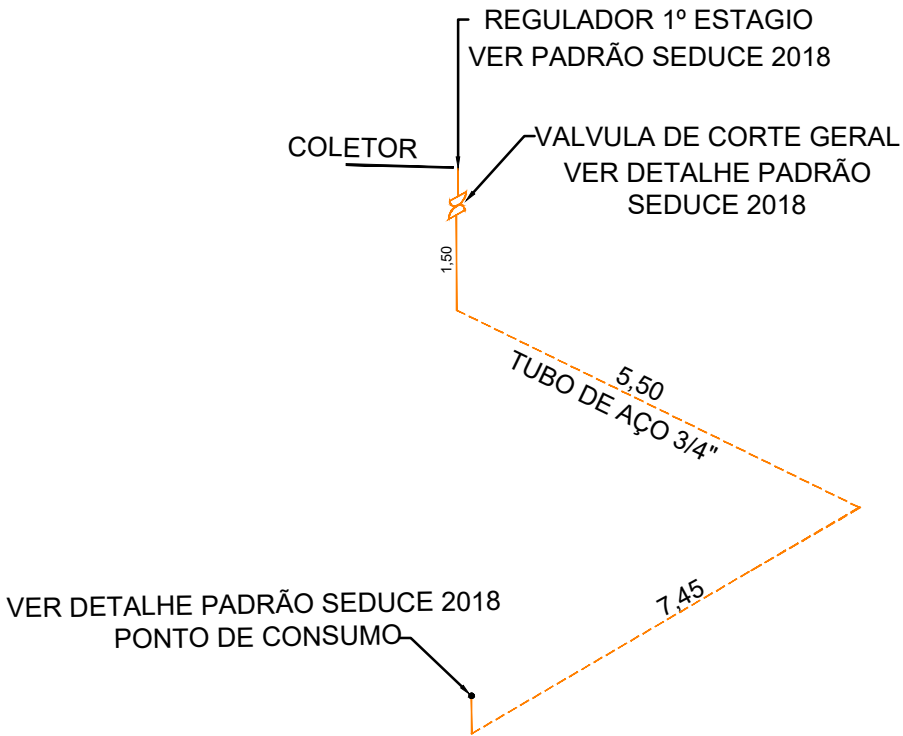 REGULADOR 1º ESTAGIO
VER PADRÃO SEDUCE 2018
COLETOR
VALVULA DE CORTE GERAL
VER DETALHE PADRÃO
SEDUCE 2018
1,50
5,50
TUBO DE AÇO 3/4"
7,45
VER DETALHE PADRÃO SEDUCE 2018
PONTO DE CONSUMO